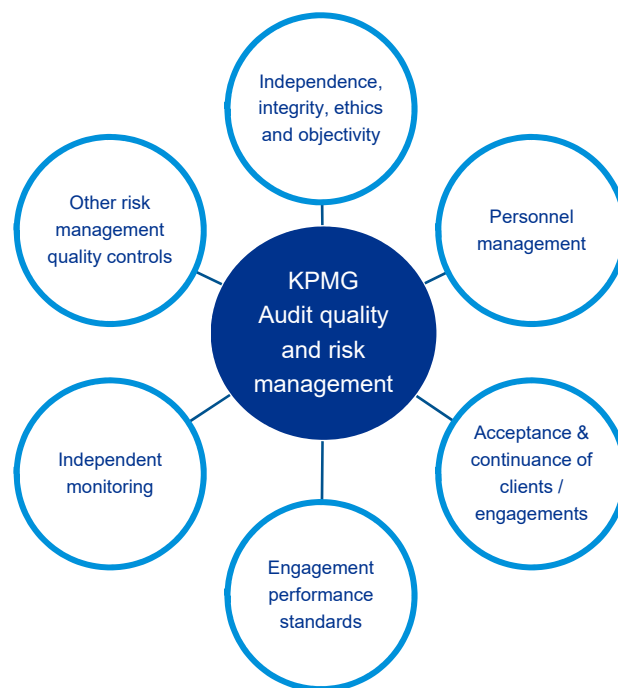 Independence,
integrity, ethics
and objectivity
Other risk
management
quality controls
Personnel
management
KPMG
Audit quality
and risk
management
Independent
monitoring
Acceptance &
continuance of
clients /
engagements
Engagement
performance
standards